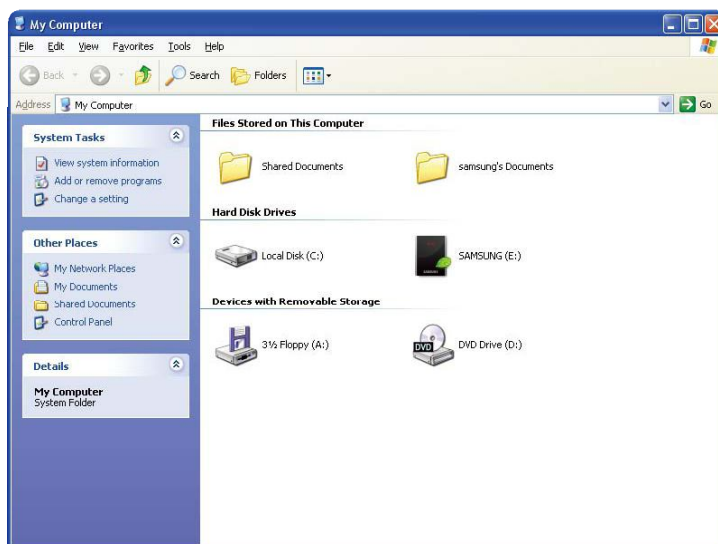 My Computer
File Edit View Favorites Tools Help
Back Search Folders
Address My Computer Go
System Tasks
View system information
Add or remove programs
Change a setting
Other Places
My Network Places
My Documents
Shared Documents
Control Panel
Details
My Computer
System Folder
Files Stored on This Computer
Shared Documents samsung's Documents
Hard Disk Drives
Local Disk (C:) SAMSUNG (E:)
Devices with Removable Storage
3½ Floppy (A:) DVD DVD Drive (D:)